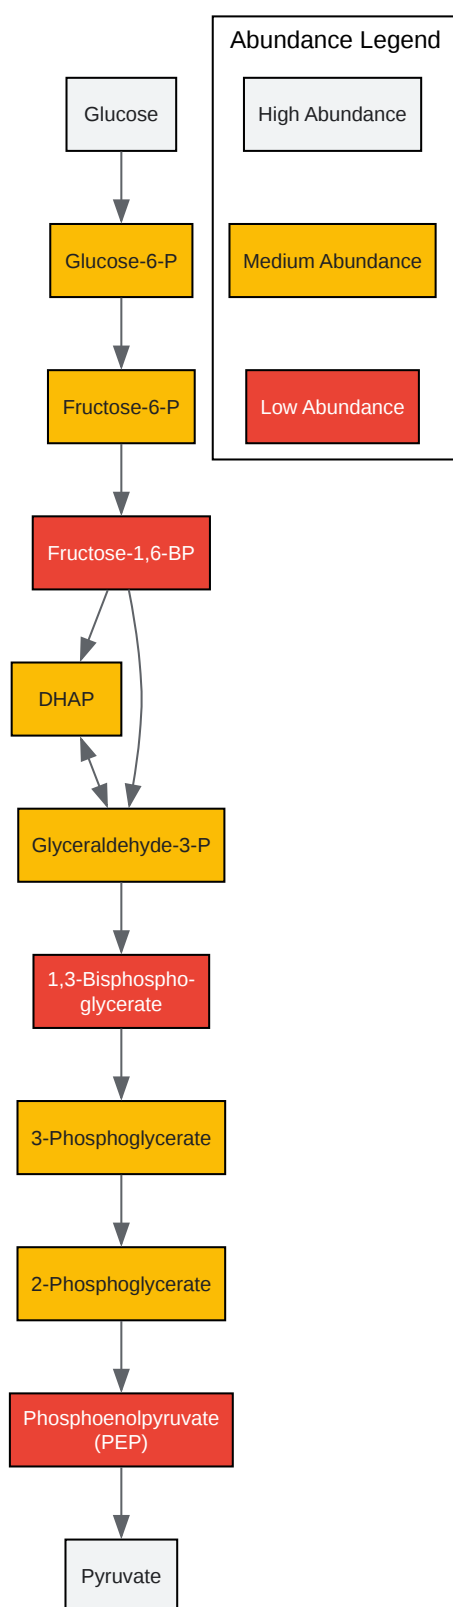 Abundance Legend
Glucose
High Abundance
Glucose-6-P
Medium Abundance
Fructose-6-P
Low Abundance
Fructose-1,6-BP
DHAP
Glyceraldehyde-3-P
1,3-Bisphospho-
glycerate
3-Phosphoglycerate
2-Phosphoglycerate
Phosphoenolpyruvate
(PEP)
Pyruvate